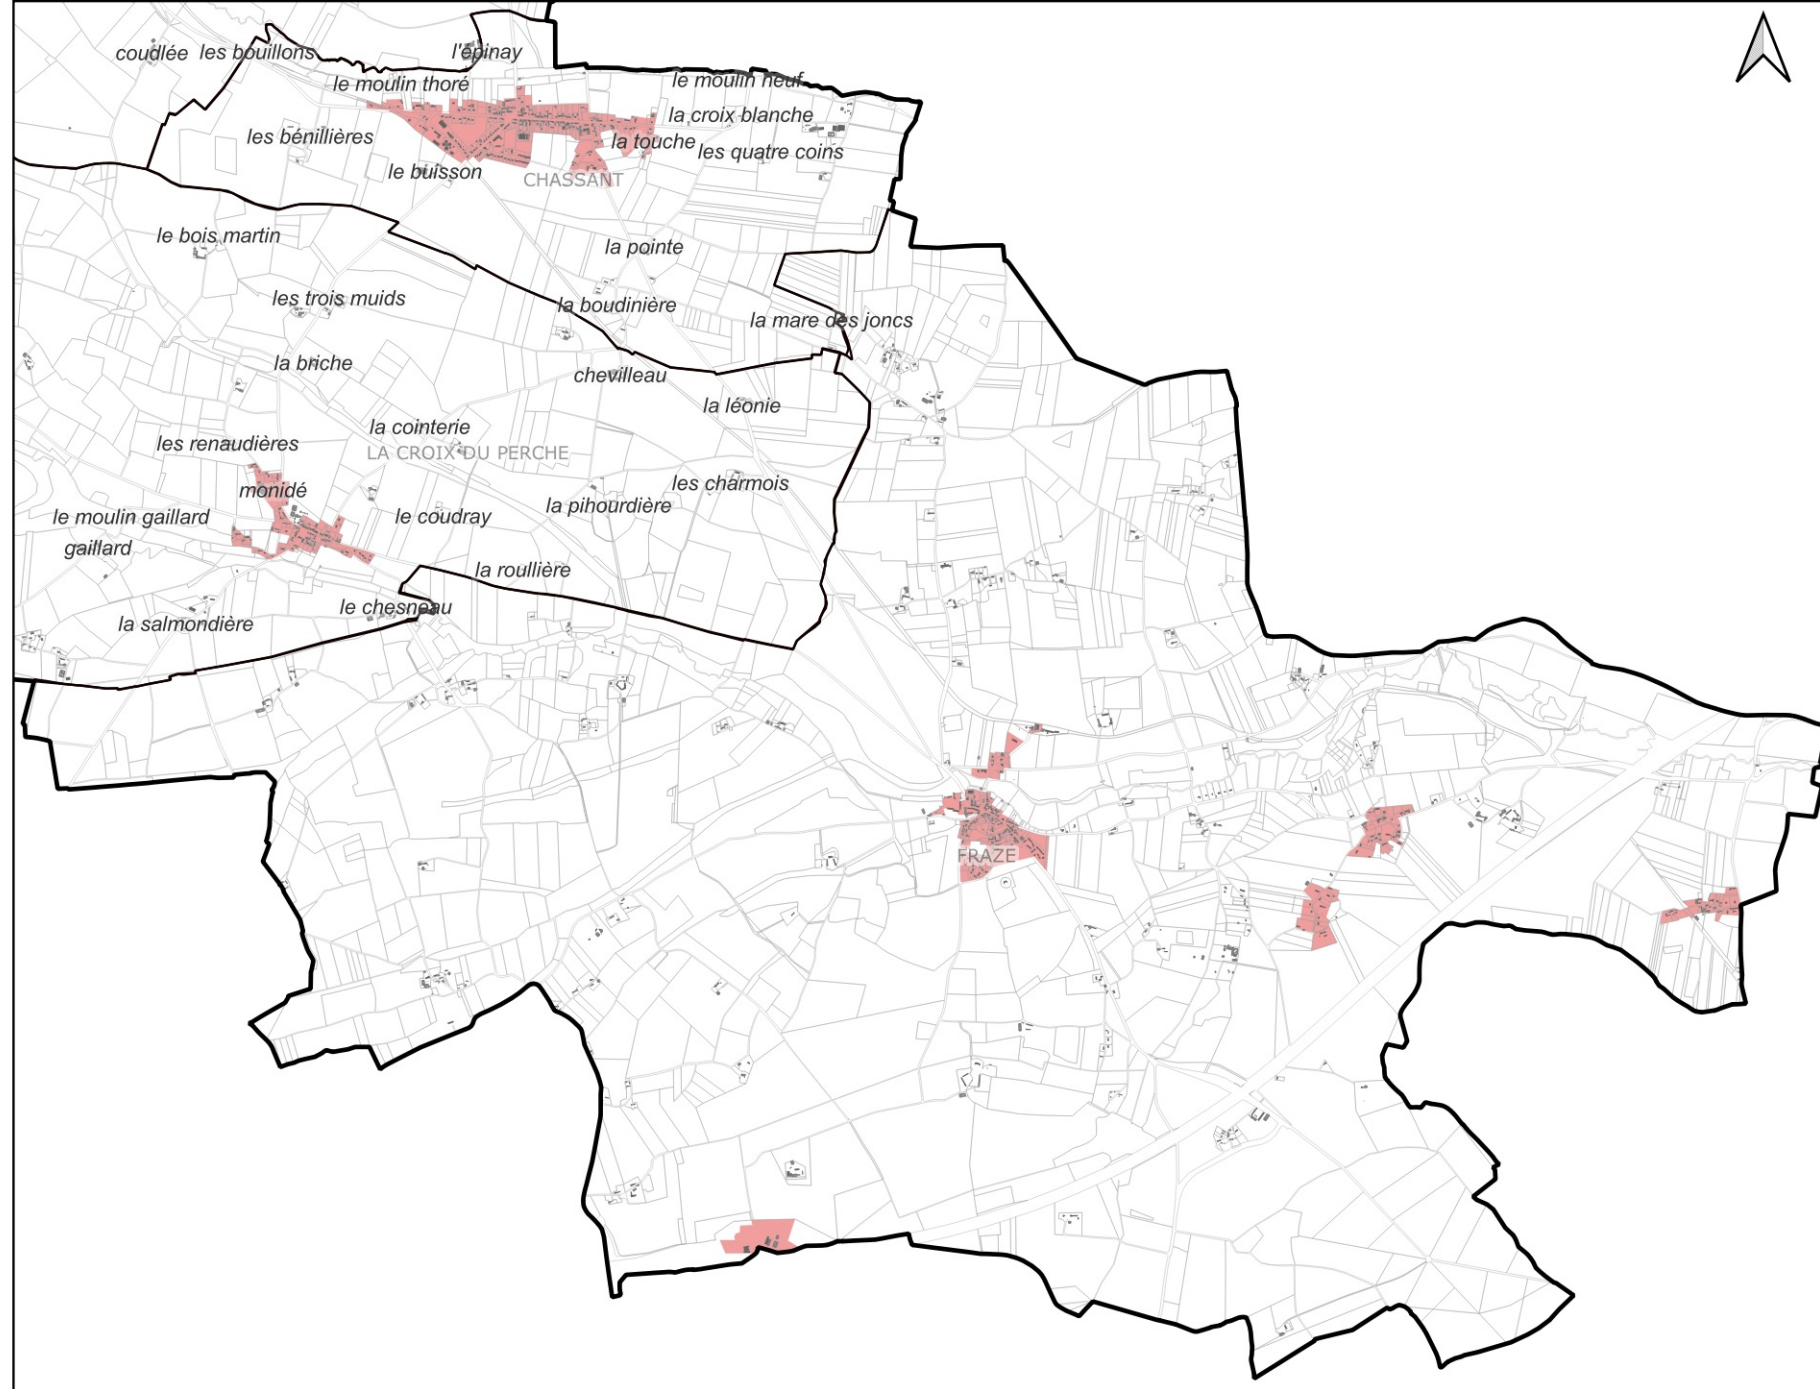 coudlée
les bouillons
l'épinay
le moulin thoré
le moulin neuf
la croix blanche
les bénillières
la touche
les quatre coins
le buisson
CHASSANT
le bois martin
la pointe
les trois muids
la boudinière
la mare des joncs
la briche
chevilleau
la léonie
la cointerie
les renaudières
LA CROIX DU PERCHE
monidé
les charmois
la pihourdière
le moulin gaillard
le coudray
gaillard
la roullière
le chesneau
la salmondière
FRAZE